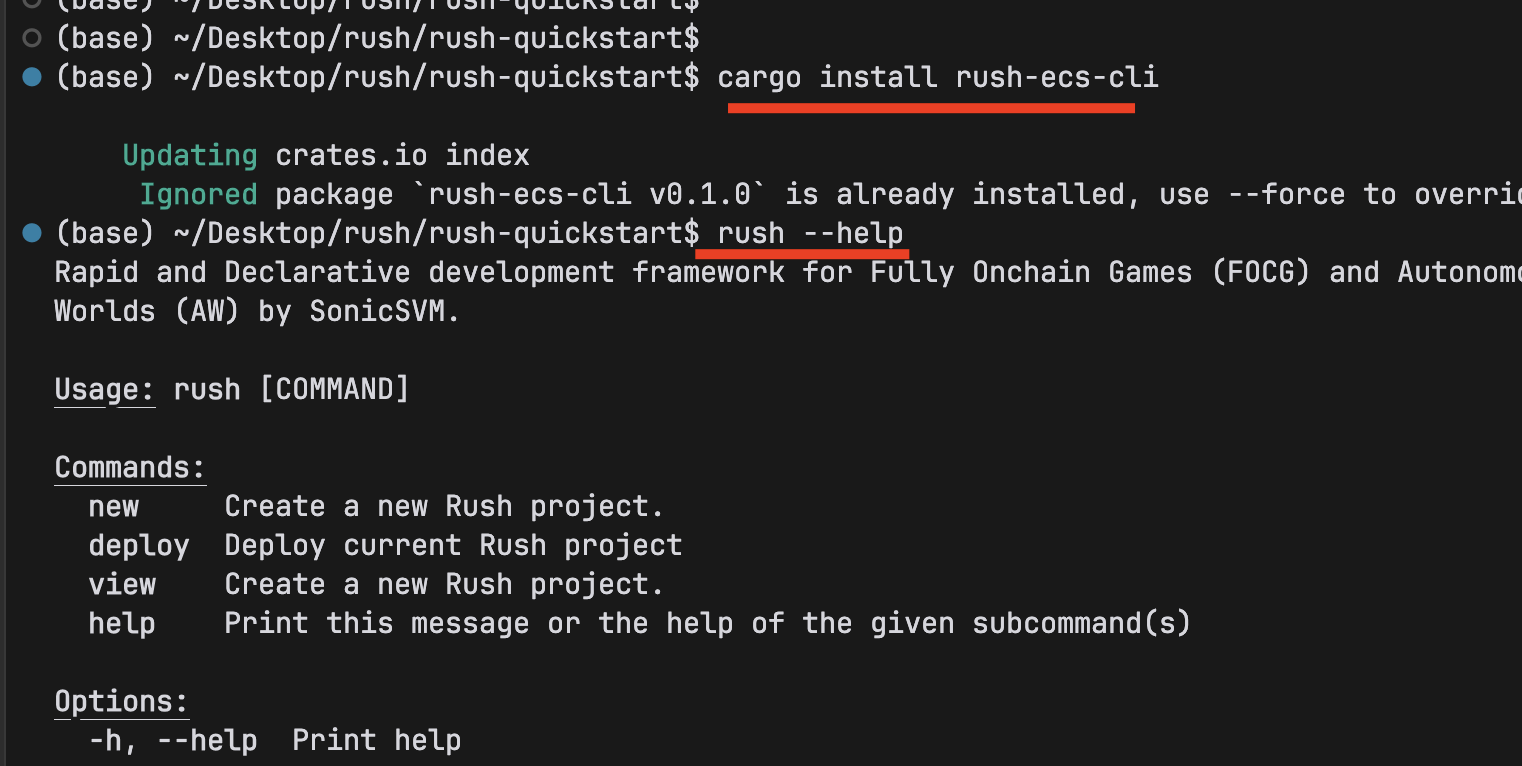 (base) ~/Desktop/rush/rush-quickstart$
(base) ~/Desktop/rush/rush-quickstart$
(base) ~/Desktop/rush/rush-quickstart$ cargo install rush-ecs-cli
Updating crates.io index
Ignored package `rush-ecs-cli v0.1.0` is already installed, use --force to
(base) ~/Desktop/rush/rush-quickstart$ rush --help
Rapid and Declarative development framework for Fully Onchain Games (FOCG) and
Worlds (AW) by SonicSVM.
Usage: rush [COMMAND]
Commands:
new Create a new Rush project.
deploy Deploy current Rush project
view Create a new Rush project.
help Print this message or the help of the given subcommand(s)
Options:
-h, --help Print help